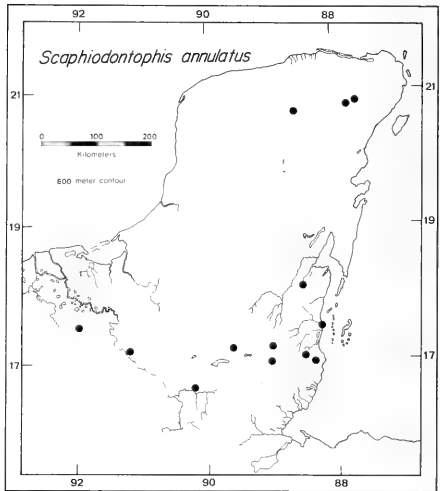 90 88
Scaphiodontophis annulatus
21 21
0 100 200
Kilometers
600 meter contour
19 19
17 17
92 90 88